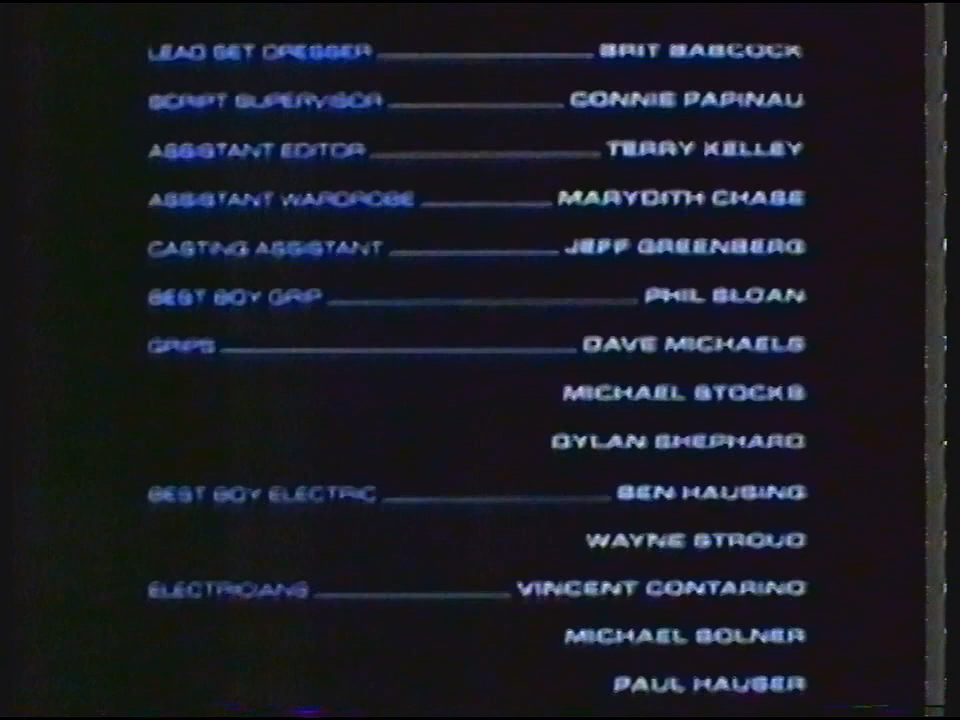 LEAD SET DRESSER BRIT BABCOCK
SCRIPT SUPERVISOR CONNIE PAPINAU
ASSISTANT EDITOR TERRY KELLEY
ASSISTANT WARDROBE MARYDITH CHASE
CASTING ASSISTANT JEFF GREENBERG
BEST BOY GRIP PHIL SLOAN
GRIPS DAVE MICHAELS
MICHAEL STOCKS
DYLAN SHEPHARD
BEST BOY ELECTRIC BEN HAUSING
WAYNE STROUD
ELECTRICIANS VINCENT CONTARINO
MICHAEL BOLNER
PAUL HAUSER